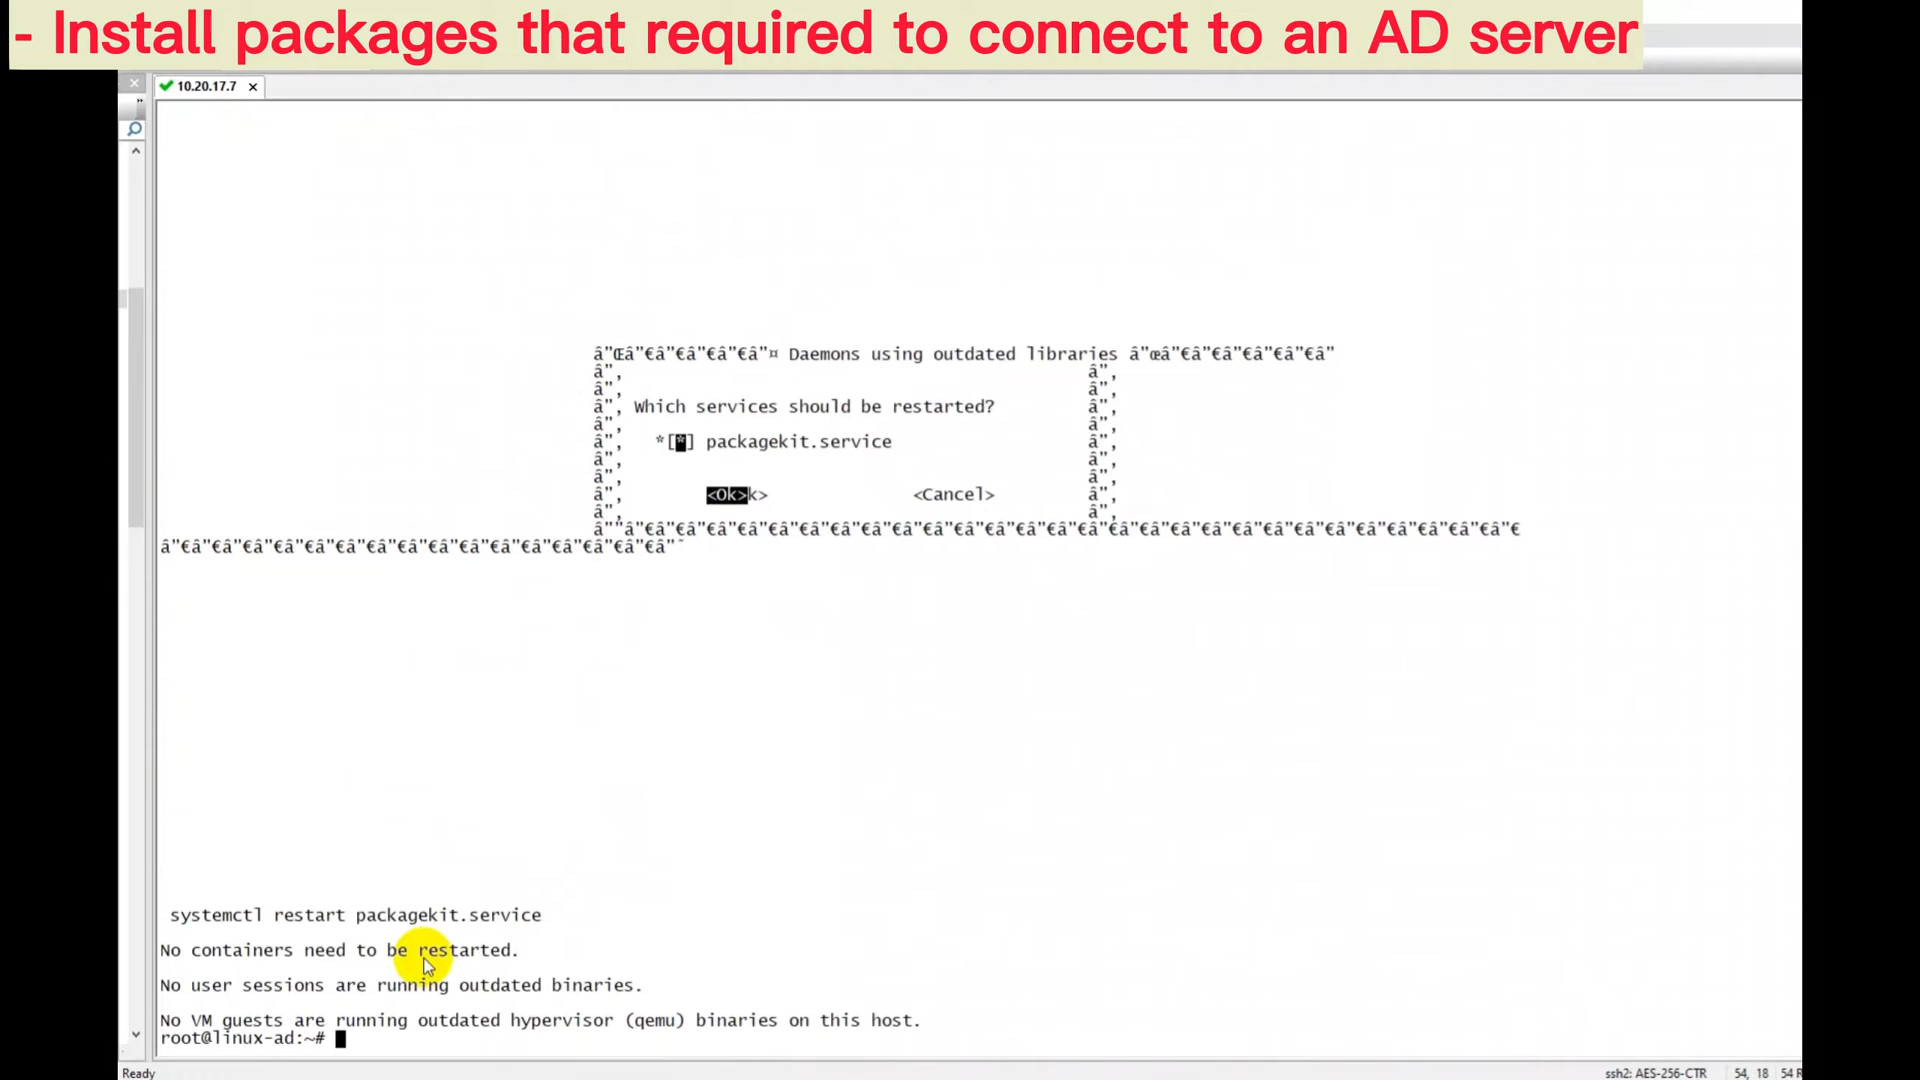 - Install packages that required to connect to an AD server
10.20.17.7
â”Œâ”€â”€â”€â”€â”¤ Daemons using outdated libraries â”œâ”€â”€â”€â”€â”€â”
â”‚ â”‚
â”‚ â”‚
â”‚ Which services should be restarted? â”‚
â”‚ â”‚
â”‚ *[*] packagekit.service â”‚
â”‚ â”‚
â”‚ â”‚
â”‚ <Ok>k> <Cancel> â”‚
â”‚ â”‚
systemctl restart packagekit.service
No containers need to be restarted.
No user sessions are running outdated binaries.
No VM guests are running outdated hypervisor (qemu) binaries on this host.
root@linux-ad:~#
Ready ssh2: AES-256-CTR 54, 18 54 R